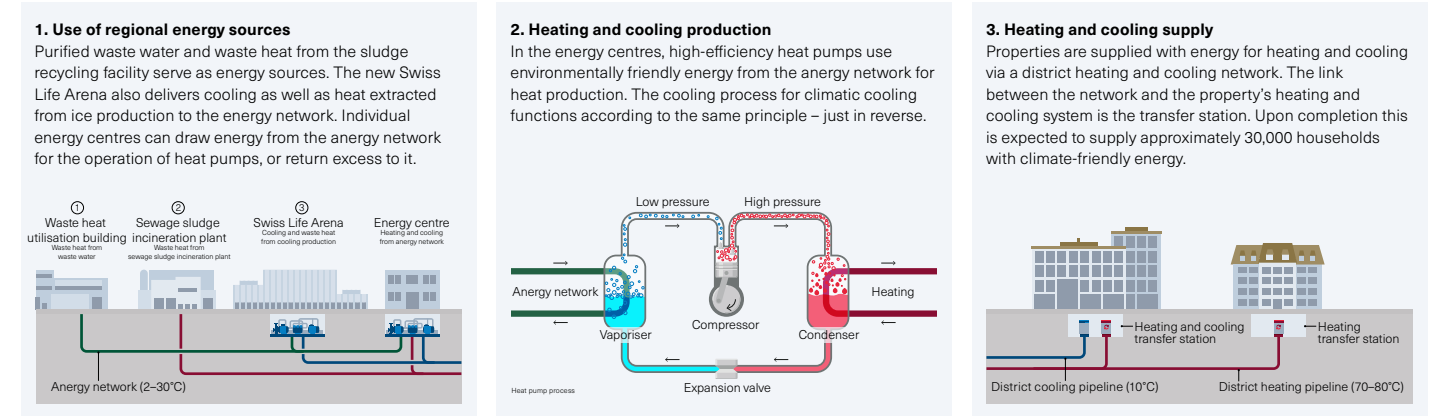 1. Use of regional energy sources
Purified waste water and waste heat from the sludge
recycling facility serve as energy sources. The new Swiss
Life Arena also delivers cooling as well as heat extracted
from ice production to the energy network. Individual
energy centres can draw energy from the anergy network
for the operation of heat pumps, or return excess to it.
1
Waste heat
utilisation building
Waste heat from
waste water
2
Sewage sludge
incineration plant
Waste heat from
sewage sludge incineration plant
3
Swiss Life Arena
Cooling and waste heat
from cooling production
Energy centre
Heating and cooling
from anergy network
Anergy network (2–30°C)
2. Heating and cooling production
In the energy centres, high-efficiency heat pumps use
environmentally friendly energy from the anergy network for
heat production. The cooling process for climatic cooling
functions according to the same principle – just in reverse.
Low pressure
High pressure
Anergy network
Heating
Vaporiser
Compressor
Condenser
Expansion valve
Heat pump process
3. Heating and cooling supply
Properties are supplied with energy for heating and cooling
via a district heating and cooling network. The link
between the network and the property's heating and
cooling system is the transfer station. Upon completion this
is expected to supply approximately 30,000 households
with climate-friendly energy.
Heating and cooling
transfer station
Heating
transfer station
District cooling pipeline (10°C)
District heating pipeline (70–80°C)